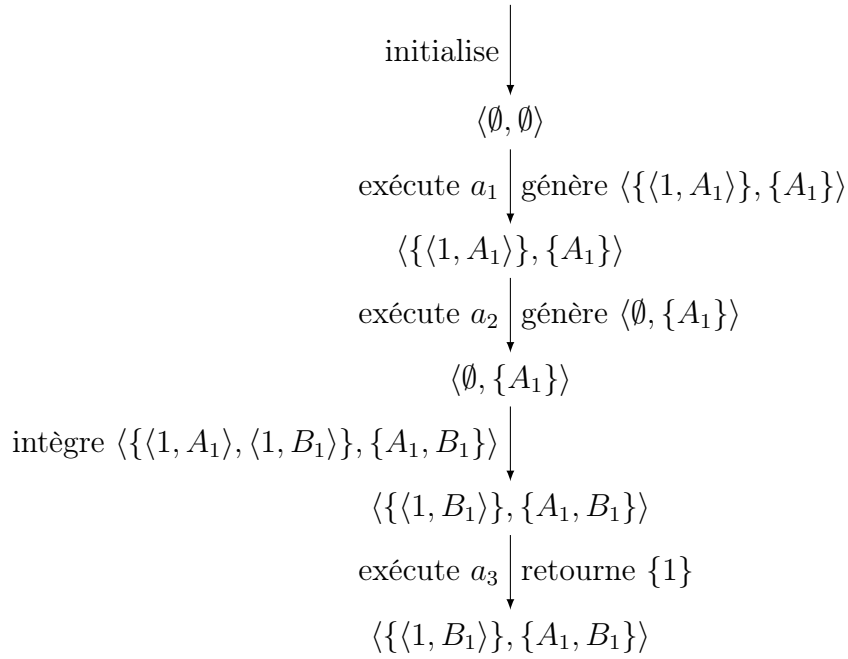 initialise
⟨∅, ∅⟩
exécute a₁ génère ⟨{⟨1, A₁⟩}, {A₁}⟩
⟨{⟨1, A₁⟩}, {A₁}⟩
exécute a₂ génère ⟨∅, {A₁}⟩
⟨∅, {A₁}⟩
intègre ⟨{⟨1, A₁⟩, ⟨1, B₁⟩}, {A₁, B₁}⟩
⟨{⟨1, B₁⟩}, {A₁, B₁}⟩
exécute a₃ retourne {1}
⟨{⟨1, B₁⟩}, {A₁, B₁}⟩